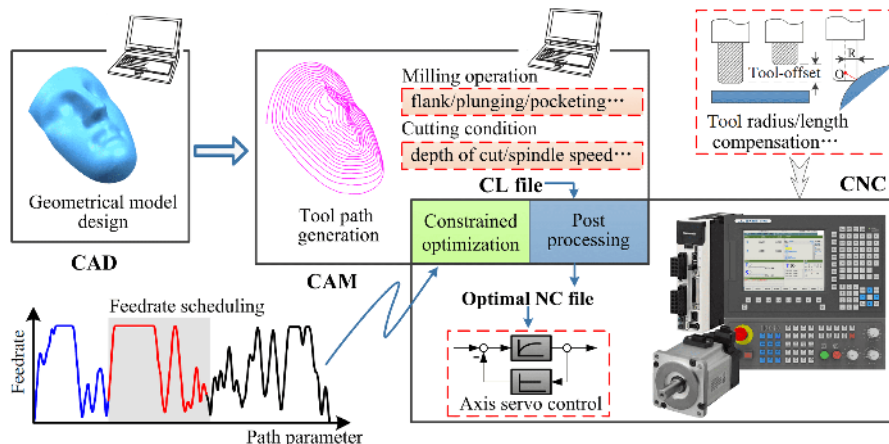 Geometrical model
design
CAD
Milling operation
flank/plunging/pocketing…
Cutting condition
depth of cut/spindle speed…
CL file
Tool path
generation
CAM
Constrained
optimization
Post
processing
R
Tool-offset
O
Tool radius/length
compensation…
CNC
Optimal NC file
Axis servo control
Feedrate scheduling
Feedrate
Path parameter